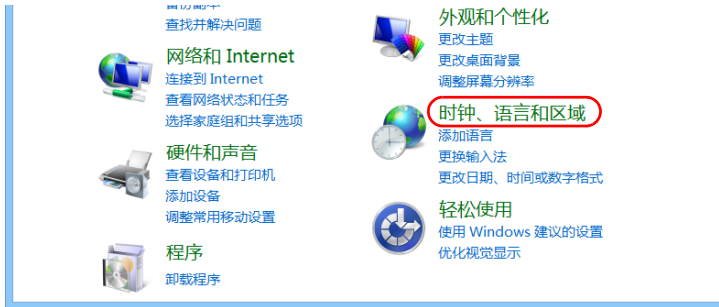 备份副本
查找并解决问题
网络和 Internet
连接到 Internet
查看网络状态和任务
选择家庭组和共享选项
硬件和声音
查看设备和打印机
添加设备
调整常用移动设置
程序
卸载程序
外观和个性化
更改主题
更改桌面背景
调整屏幕分辨率
时钟、语言和区域
添加语言
更换输入法
更改日期、时间或数字格式
轻松使用
使用 Windows 建议的设置
优化视觉显示